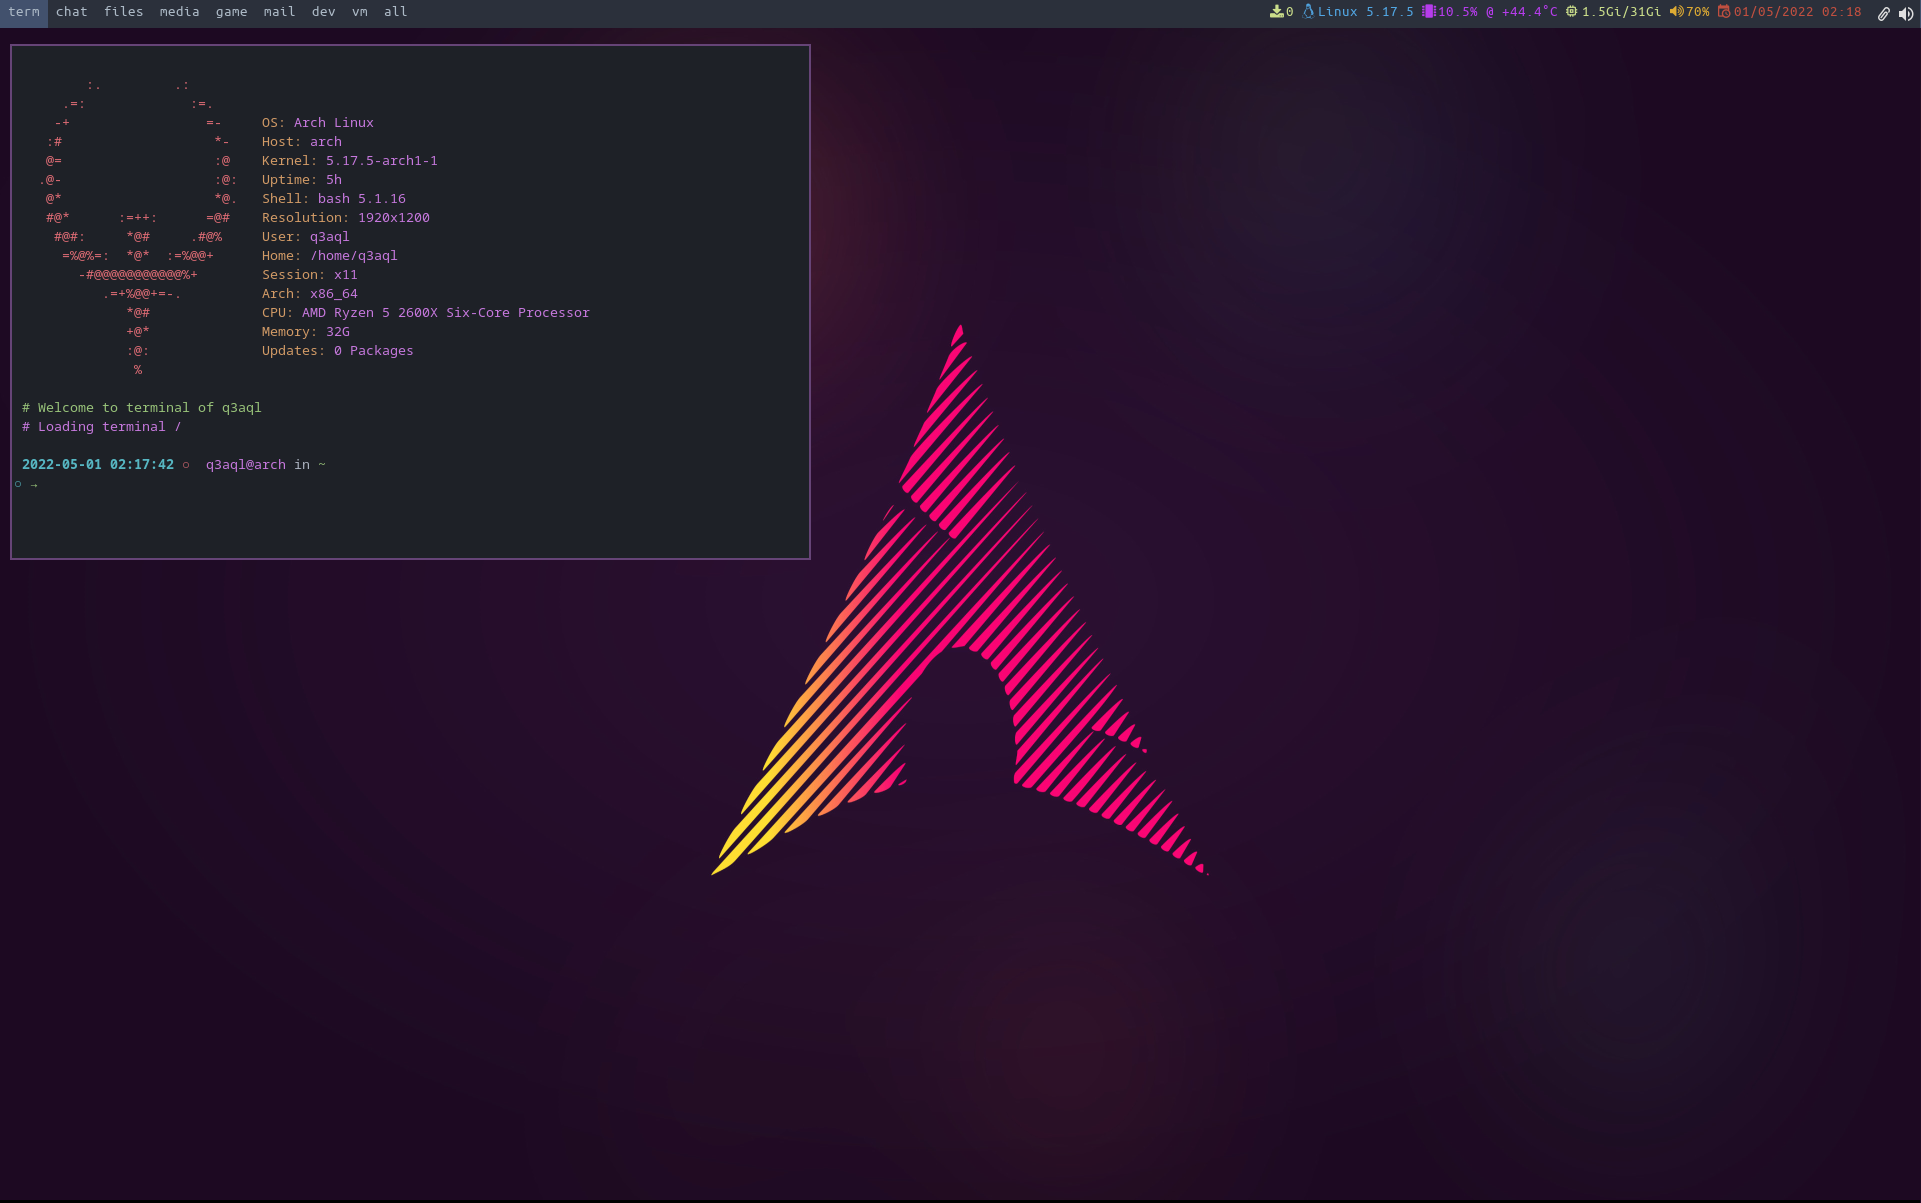 term chat files media game mail dev vm all 0 Linux 5.17.5 10.5% @ +44.4°C 1.5Gi/31Gi 70% 01/05/2022 02:18
OS: Arch Linux
Host: arch
Kernel: 5.17.5-arch1-1
Uptime: 5h
Shell: bash 5.1.16
Resolution: 1920x1200
User: q3aql
Home: /home/q3aql
Session: x11
Arch: x86_64
CPU: AMD Ryzen 5 2600X Six-Core Processor
Memory: 32G
Updates: 0 Packages
# Welcome to terminal of q3aql
# Loading terminal /
2022-05-01 02:17:42 ○ q3aql@arch in ~
○ →